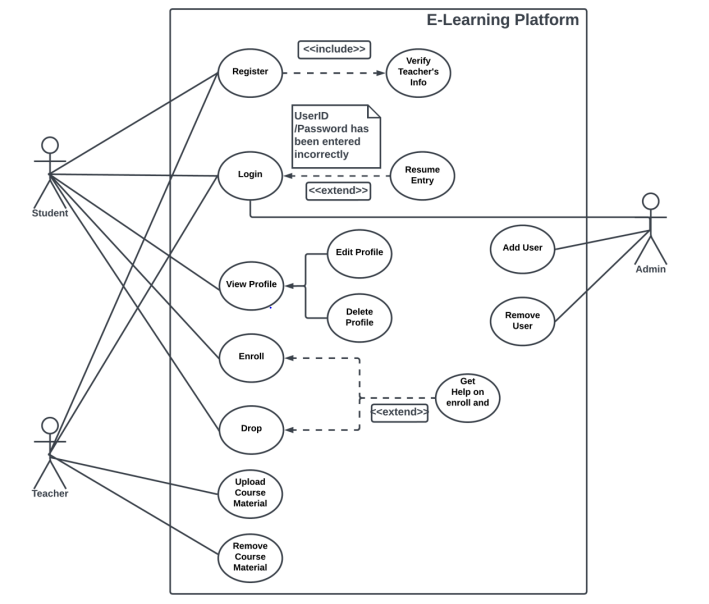 E-Learning Platform
<<include>>
Register
Verify
Teacher's
Info
UserID
/Password has
been entered
incorrectly
Login
Resume
Entry
<<extend>>
Student
Admin
Edit Profile
Add User
View Profile
Delete
Profile
Remove
User
Enroll
Get
Help on
enroll and
<<extend>>
Drop
Teacher
Upload
Course
Material
Remove
Course
Material